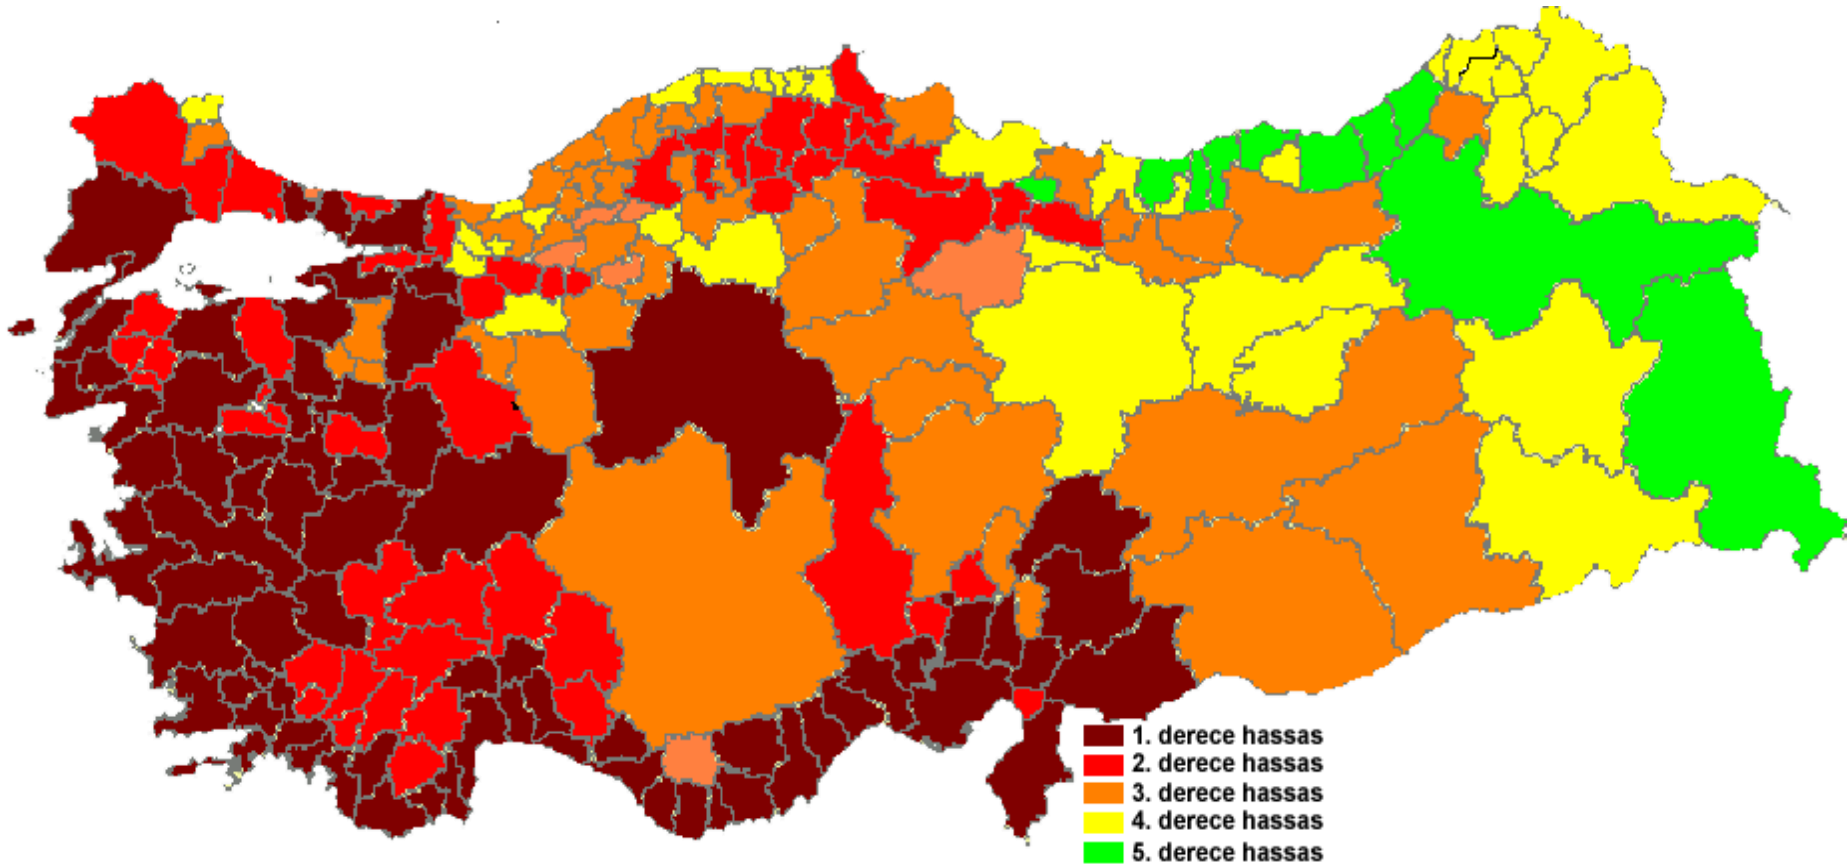 1. derece hassas
2. derece hassas
3. derece hassas
4. derece hassas
5. derece hassas